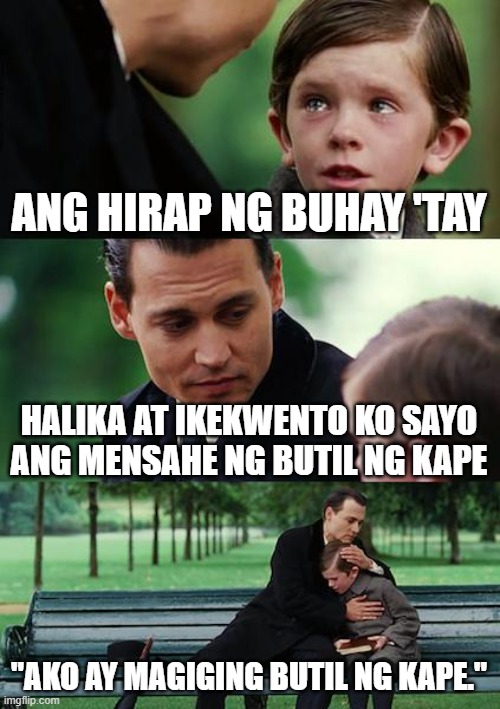 ANG HIRAP NG BUHAY 'TAY
HALIKA AT IKEKWENTO KO SAYO
ANG MENSAHE NG BUTIL NG KAPE
"AKO AY MAGIGING BUTIL NG KAPE."
imgflip.com